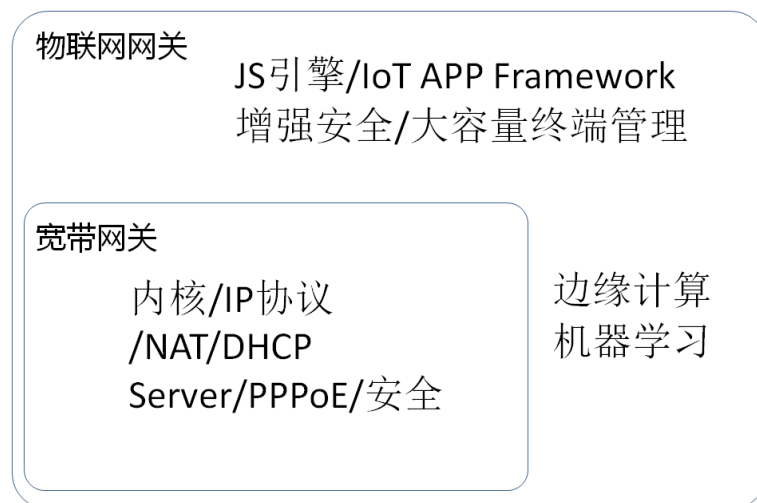 物联网网关
JS引擎/IoT APP Framework
增强安全/大容量终端管理
宽带网关
内核/IP协议
/NAT/DHCP
Server/PPPoE/安全
边缘计算
机器学习